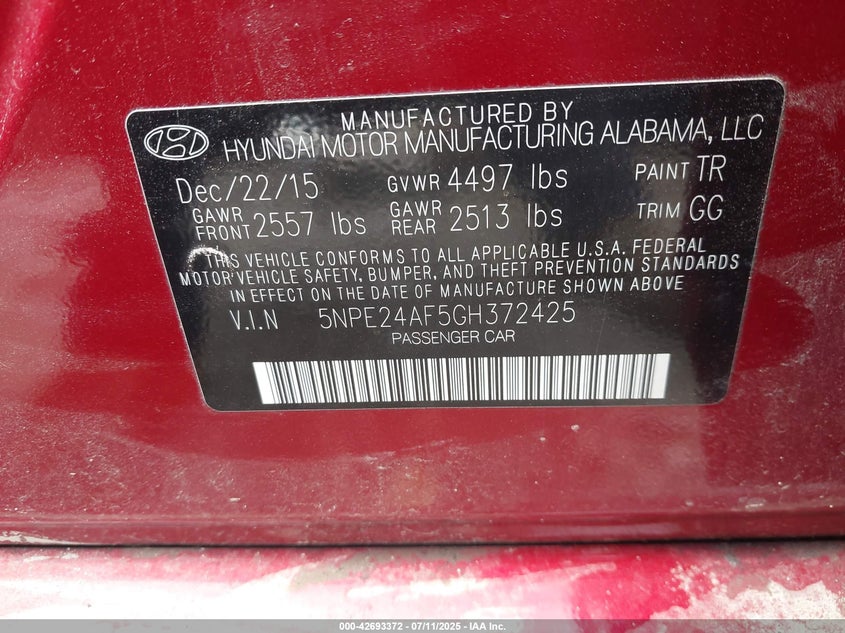 MANUFACTURED BY
HYUNDAI MOTOR MANUFACTURING ALABAMA, LLC
Dec/22/15 GVWR 4497 lbs PAINT TR
GAWR FRONT 2557 lbs GAWR REAR 2513 lbs TRIM GG
THIS VEHICLE CONFORMS TO ALL APPLICABLE U.S.A. FEDERAL
MOTOR VEHICLE SAFETY, BUMPER, AND THEFT PREVENTION STANDARDS
IN EFFECT ON THE DATE OF MANUFACTURE SHOWN ABOVE
V.I.N 5NPE24AF5GH372425
PASSENGER CAR
000-42693372 - 07/11/2025 - IAA Inc.